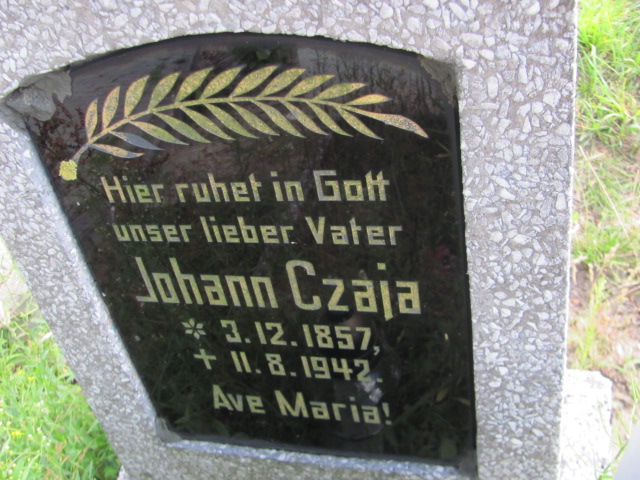 Hier ruhet in Gott
unser lieber Vater
Johann Czaja
* 3.12.1857,
+ 11.8.1942.
Ave Maria!